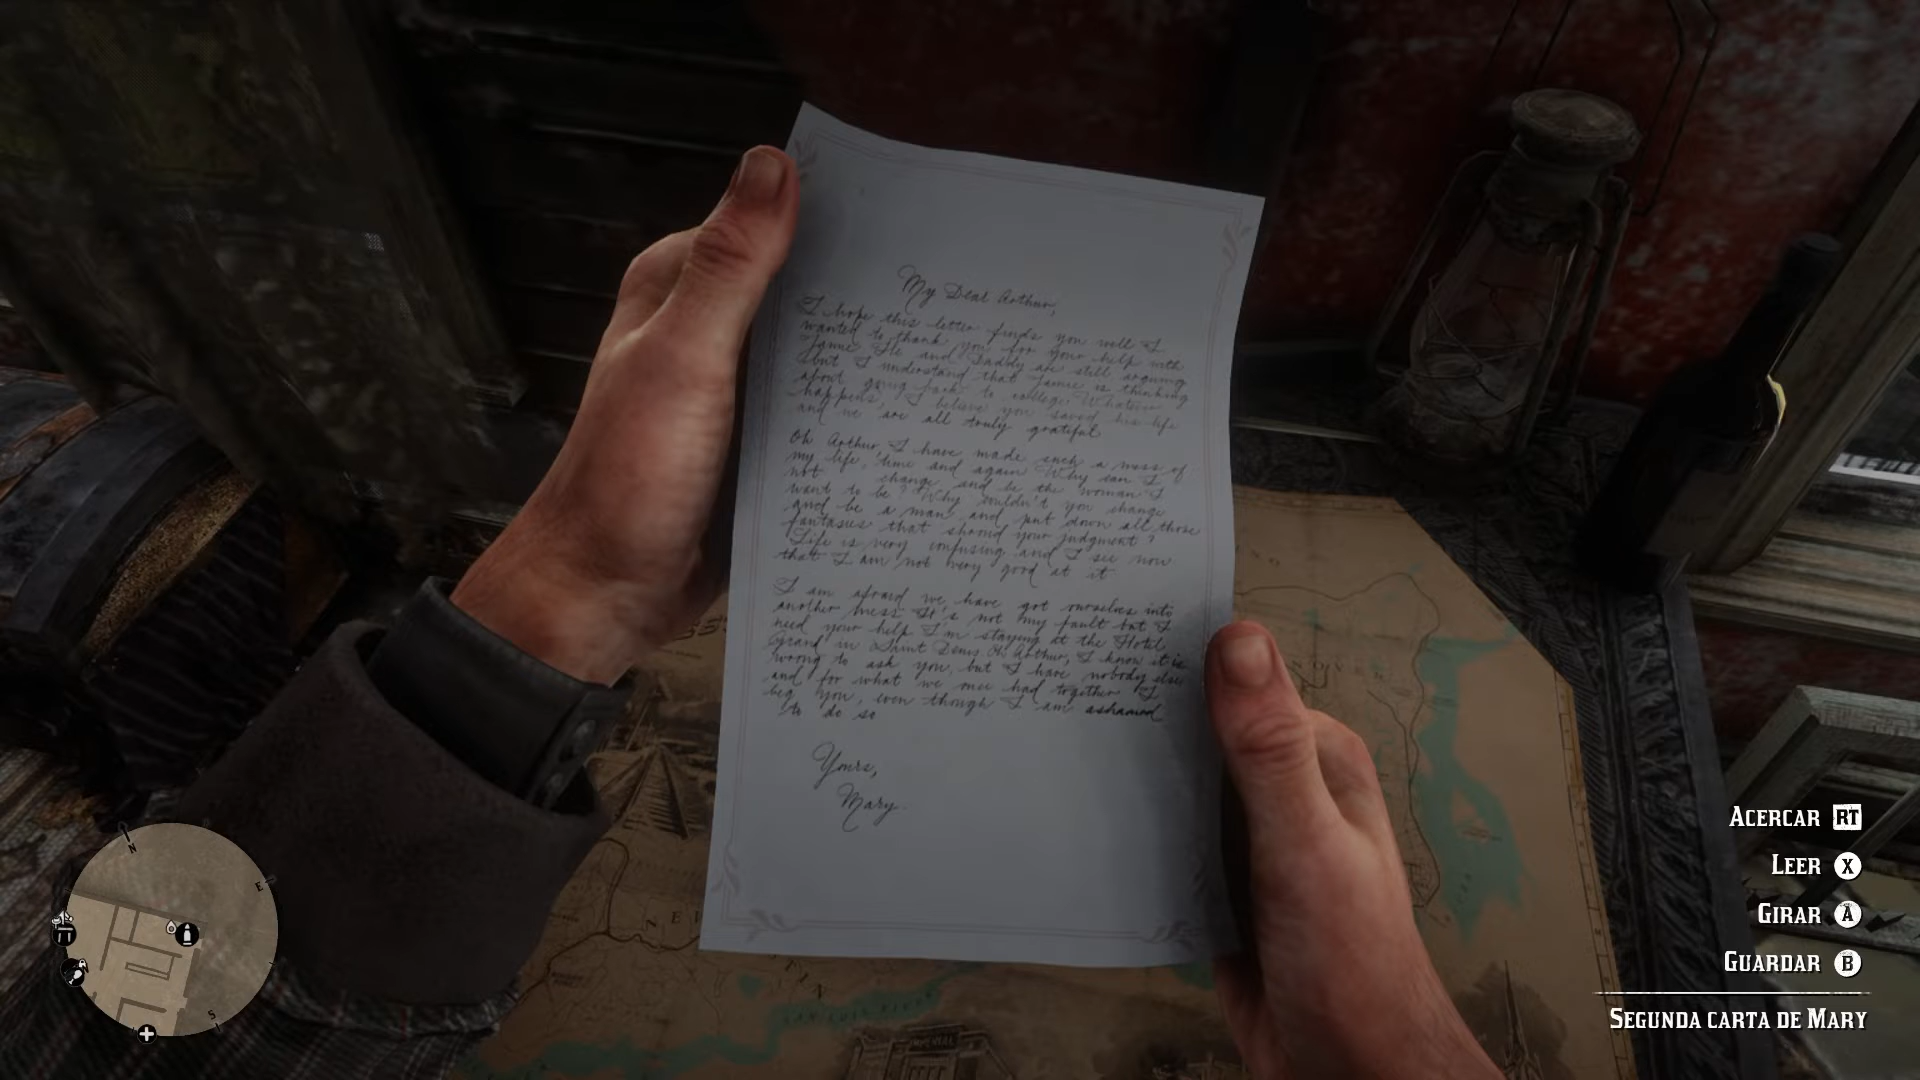 My Dear Arthur,
I hope this letter finds you well I
wanted to thank you for your help with
Jamie He and Daddy are still arguing
but I understand that Jamie is thinking
about going back to college. Whatever
happens, I believe you saved his life
and we are all truly grateful
Oh Arthur, I have made such a mess of
my life, time and again Why can I
not change and be the woman I
want to be? Why couldn't you change
and be a man and put down all those
fantasies that shroud your judgment?
Life is very confusing and I see now
that I am not very good at it
I am afraid we have got ourselves into
another mess It's not my fault but I
need your help I'm staying at the Hotel
Grand in Saint Denis Oh Arthur, I know it is
wrong to ask you, but I have nobody else
and for what we once had together I
beg you, even though I am ashamed
to do so
Yours,
Mary.
NEW
SAN LUIS RIVER
IMPERIAL
N
E
S
ACERCAR RT
LEER X
GIRAR A
GUARDAR B
SEGUNDA CARTA DE MARY